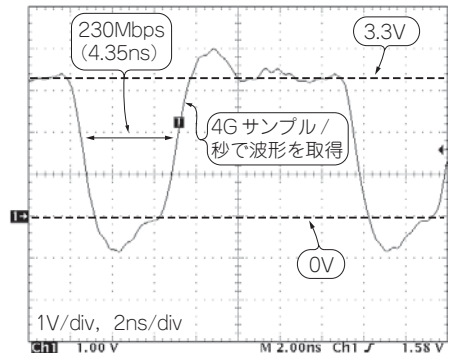 230Mbps
(4.35ns)
3.3V
T
4Gサンプル/
秒で波形を取得
1
0V
1V/div, 2ns/div
Ch1 1.00 V M 2.00ns Ch1 1.58 V